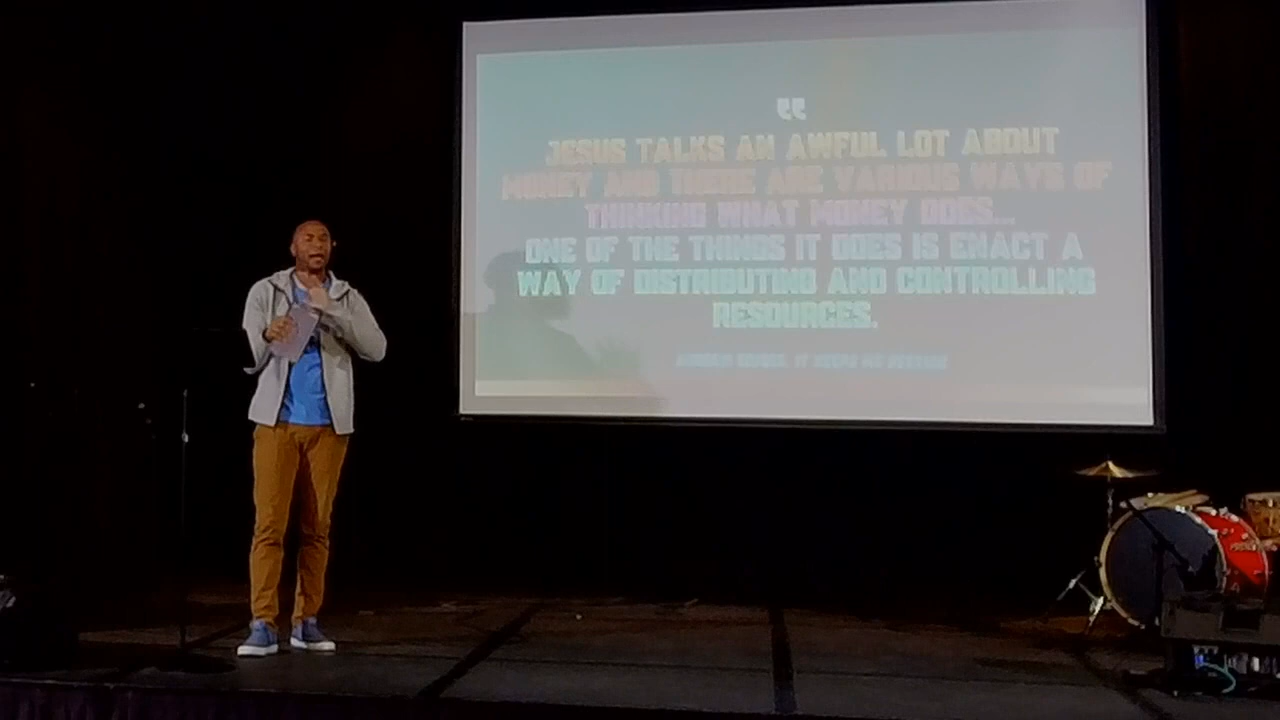 JESUS TALKS AN AWFUL LOT ABOUT
MONEY AND THERE ARE VARIOUS WAYS OF
THINKING WHAT MONEY DOES...
ONE OF THE THINGS IT DOES IS ENACT A
WAY OF DISTRIBUTING AND CONTROLLING
RESOURCES.